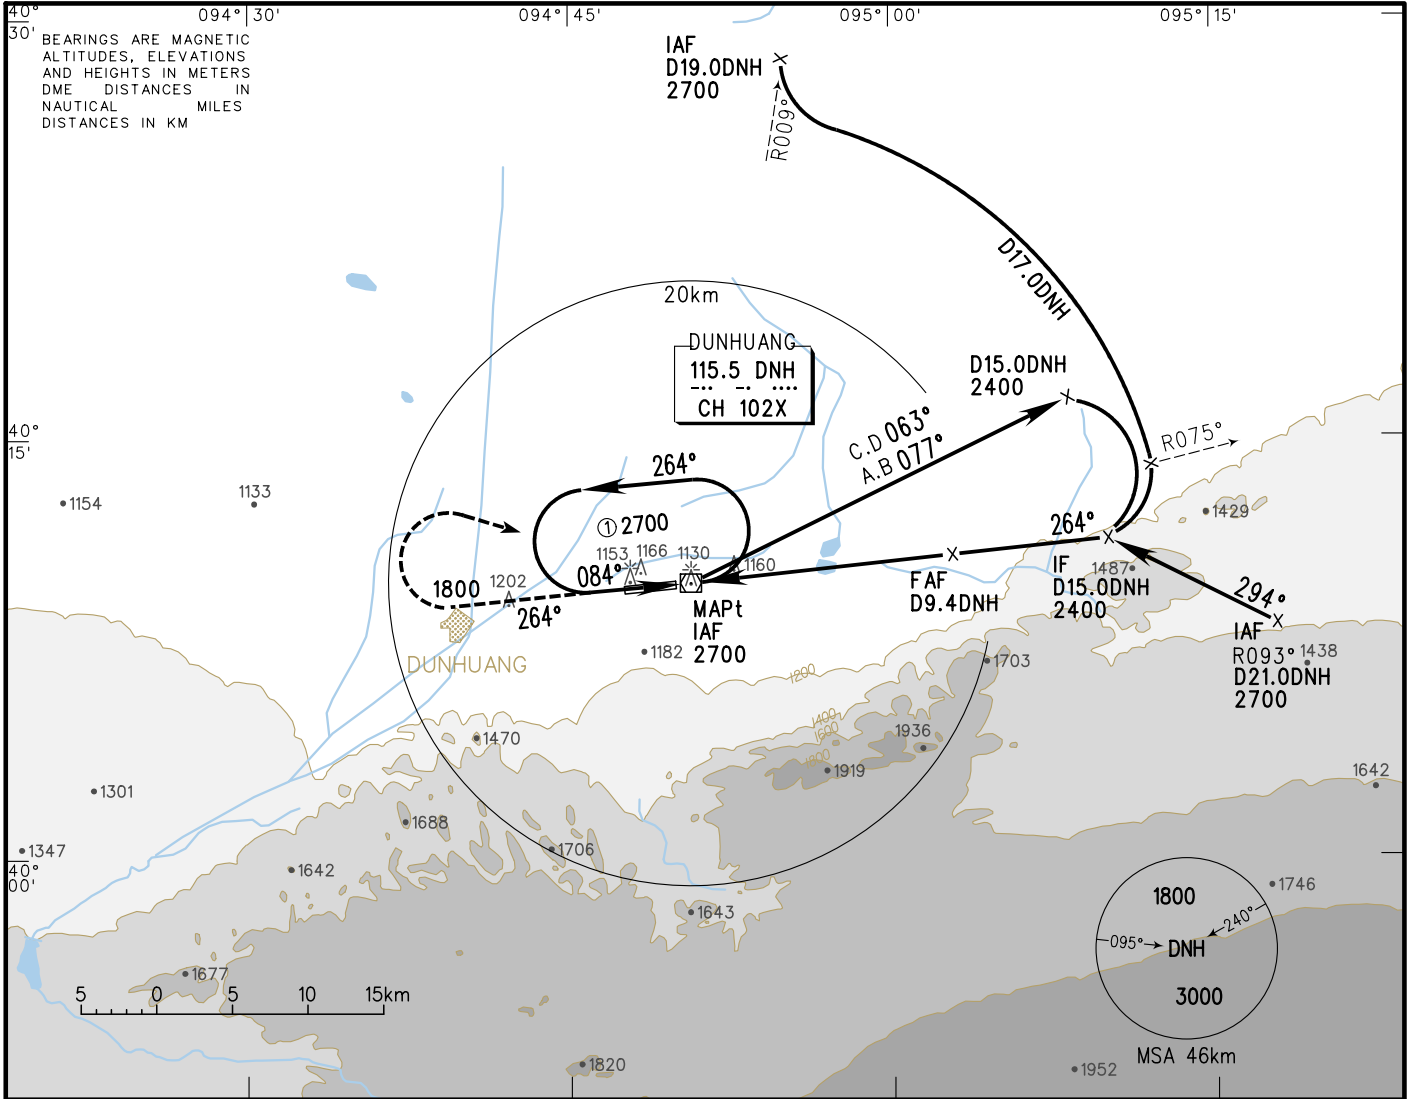 40°
30'
094°30'
094°45'
095°00'
095°15'
BEARINGS ARE MAGNETIC
ALTITUDES, ELEVATIONS
AND HEIGHTS IN METERS
DME DISTANCES IN
NAUTICAL MILES
DISTANCES IN KM
IAF
D19.0DNH
2700
R009°
D17.0DNH
20km
DUNHUANG
115.5 DNH
-·· -· ····
CH 102X
D15.0DNH
2400
C.D 063°
A.B 077°
R075°
40°
15'
1154
1133
264°
① 2700
1153
1166
1130
1160
084°
1800
1202
264°
DUNHUANG
MAPt
IAF
2700
1182
FAF
D9.4DNH
264°
IF
D15.0DNH
2400
1487
1429
294°
IAF
R093°
D21.0DNH
2700
1438
1703
1200
1400
1600
1800
1936
1919
1470
1642
1301
1688
1706
1347
1642
40°
00'
1643
1746
1677
1800
240°
095°
DNH
3000
MSA 46km
5
0
5
10
15km
1820
1952